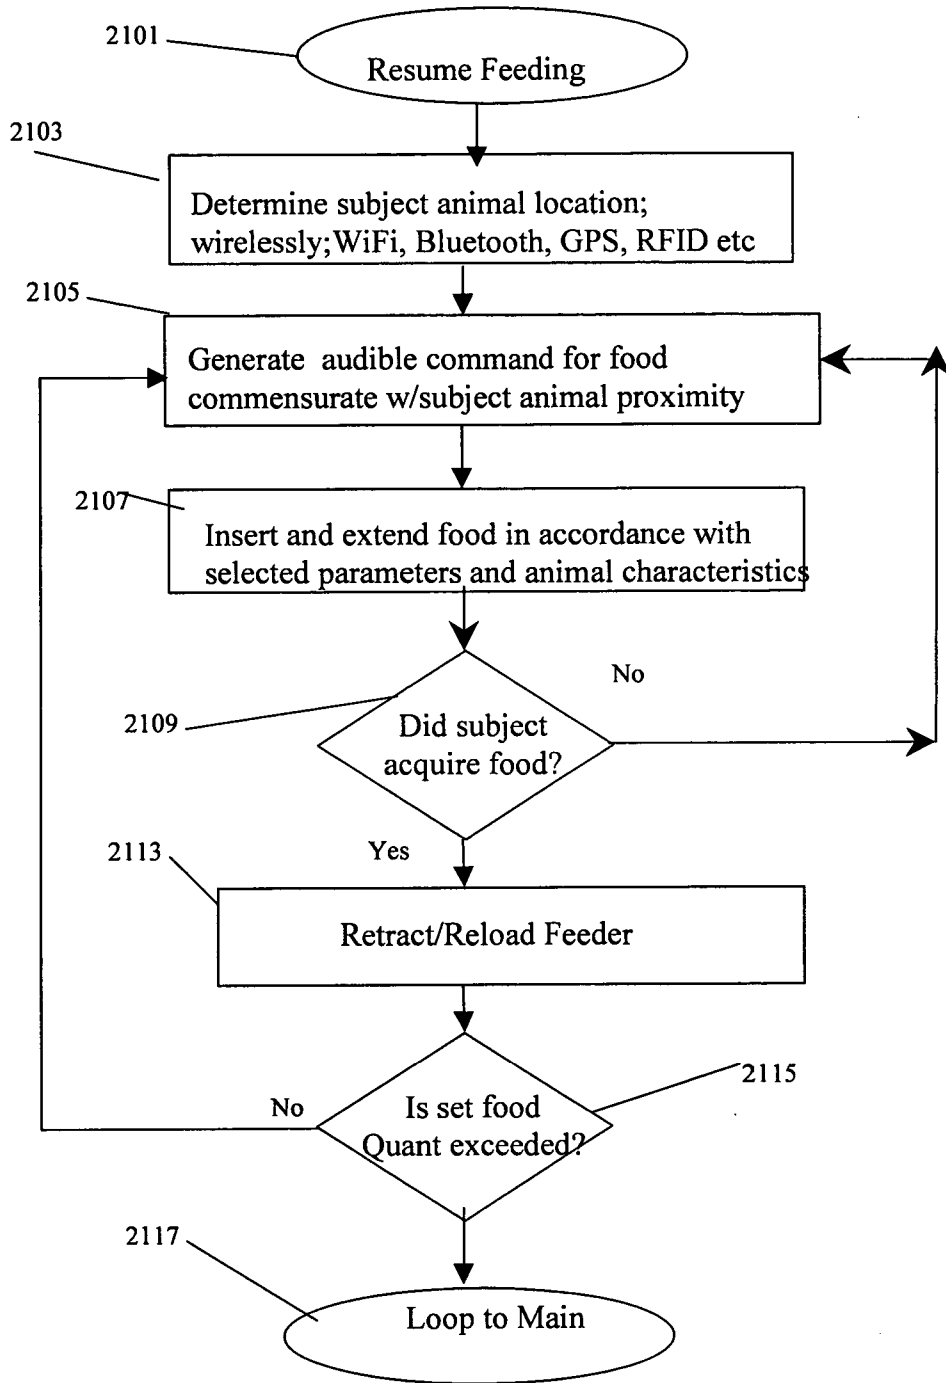 2101
Resume Feeding
2103
Determine subject animal location;
wirelessly;WiFi, Bluetooth, GPS, RFID etc
2105
Generate audible command for food
commensurate w/subject animal proximity
2107
Insert and extend food in accordance with
selected parameters and animal characteristics
No
2109
Did subject
acquire food?
Yes
2113
Retract/Reload Feeder
2115
No
Is set food
Quant exceeded?
2117
Loop to Main